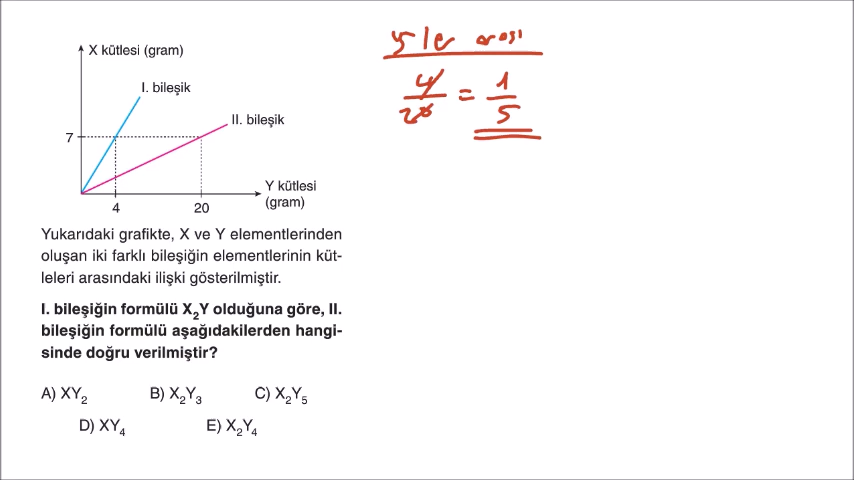 X kütlesi (gram)
I. bileşik
II. bileşik
7
Y kütlesi
(gram)
4
20
Yukarıdaki grafikte, X ve Y elementlerinden
oluşan iki farklı bileşiğin elementlerinin küt-
leleri arasındaki ilişki gösterilmiştir.
I. bileşiğin formülü X₂Y olduğuna göre, II.
bileşiğin formülü aşağıdakilerden hangi-
sinde doğru verilmiştir?
A) XY₂ B) X₂Y₃ C) X₂Y₅
D) XY₄ E) X₂Y₄
y ler arası
4/20 = 1/5